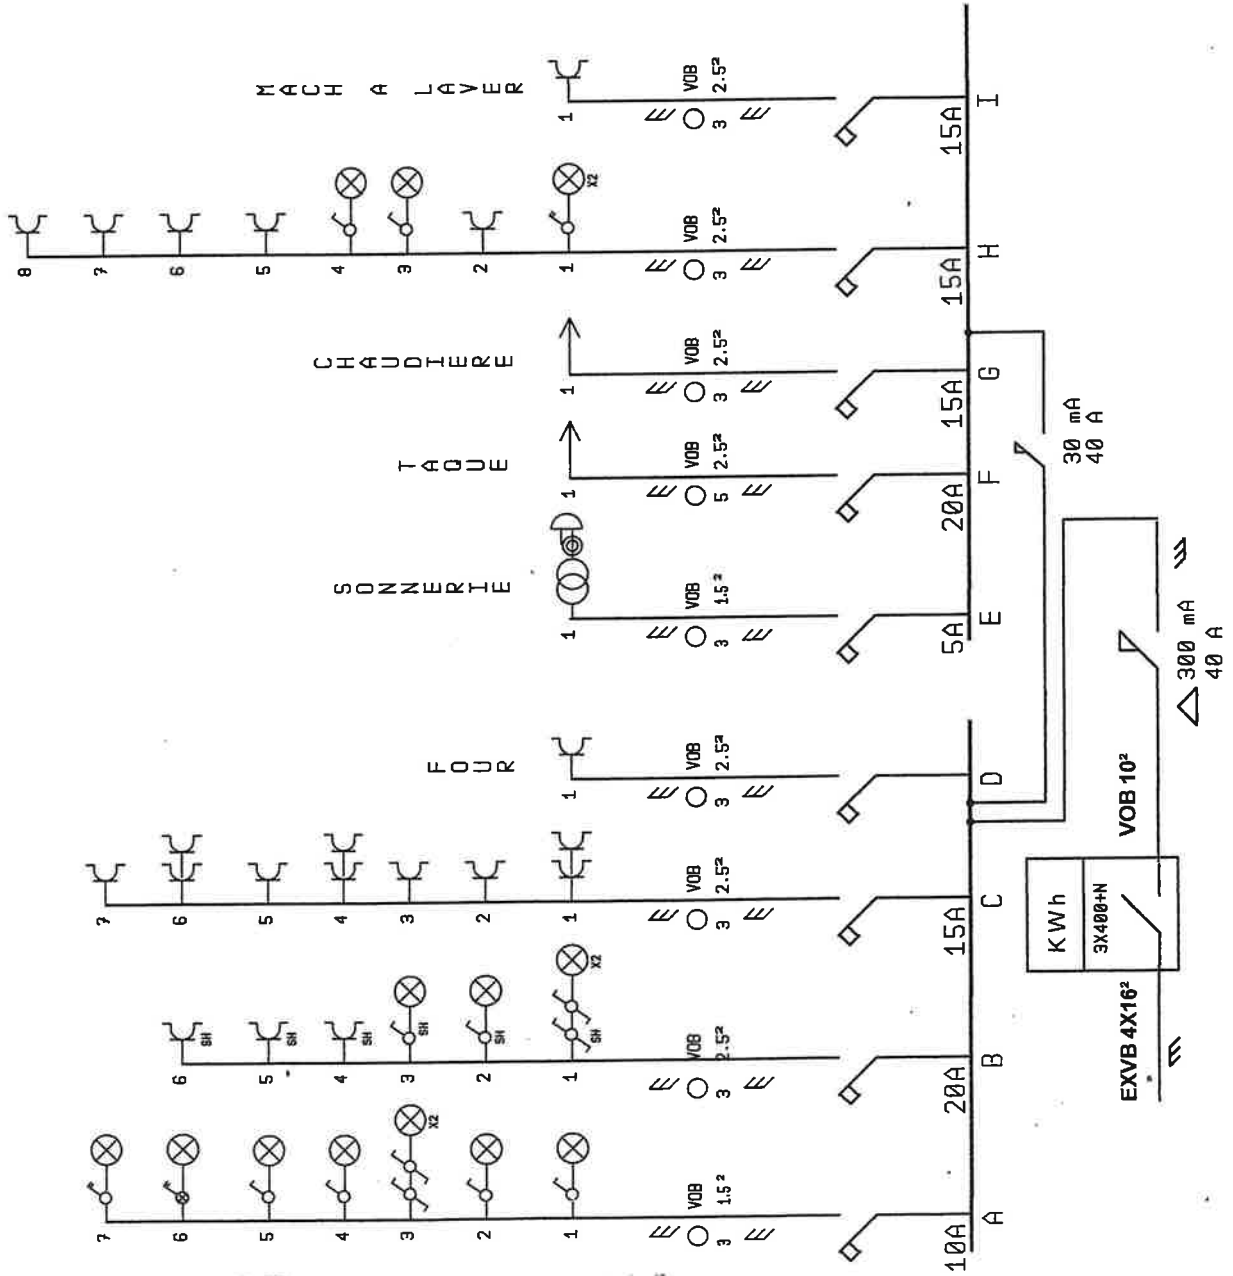 MACH A LAVER
1
VOB
2.5²
3
15A
I
8
7
6
5
4
3
2
1
X2
VOB
2.5²
3
15A
H
CHAUDIERE
1
VOB
2.5²
3
15A
G
TAQUE
1
VOB
2.5²
5
20A
F
SONNERIE
1
VOB
1.5²
3
5A
E
30 mA
40 A
FOUR
1
VOB
2.5²
3
D
7
6
5
4
3
2
1
VOB
2.5²
3
15A
C
6
SH
5
SH
4
SH
3
SH
2
SH
1
SH
X2
VOB
2.5²
3
20A
B
7
6
5
4
3
X2
2
1
VOB
1.5²
3
10A
A
300 mA
40 A
VOB 10²
KWh
3X400+N
EXVB 4X16²